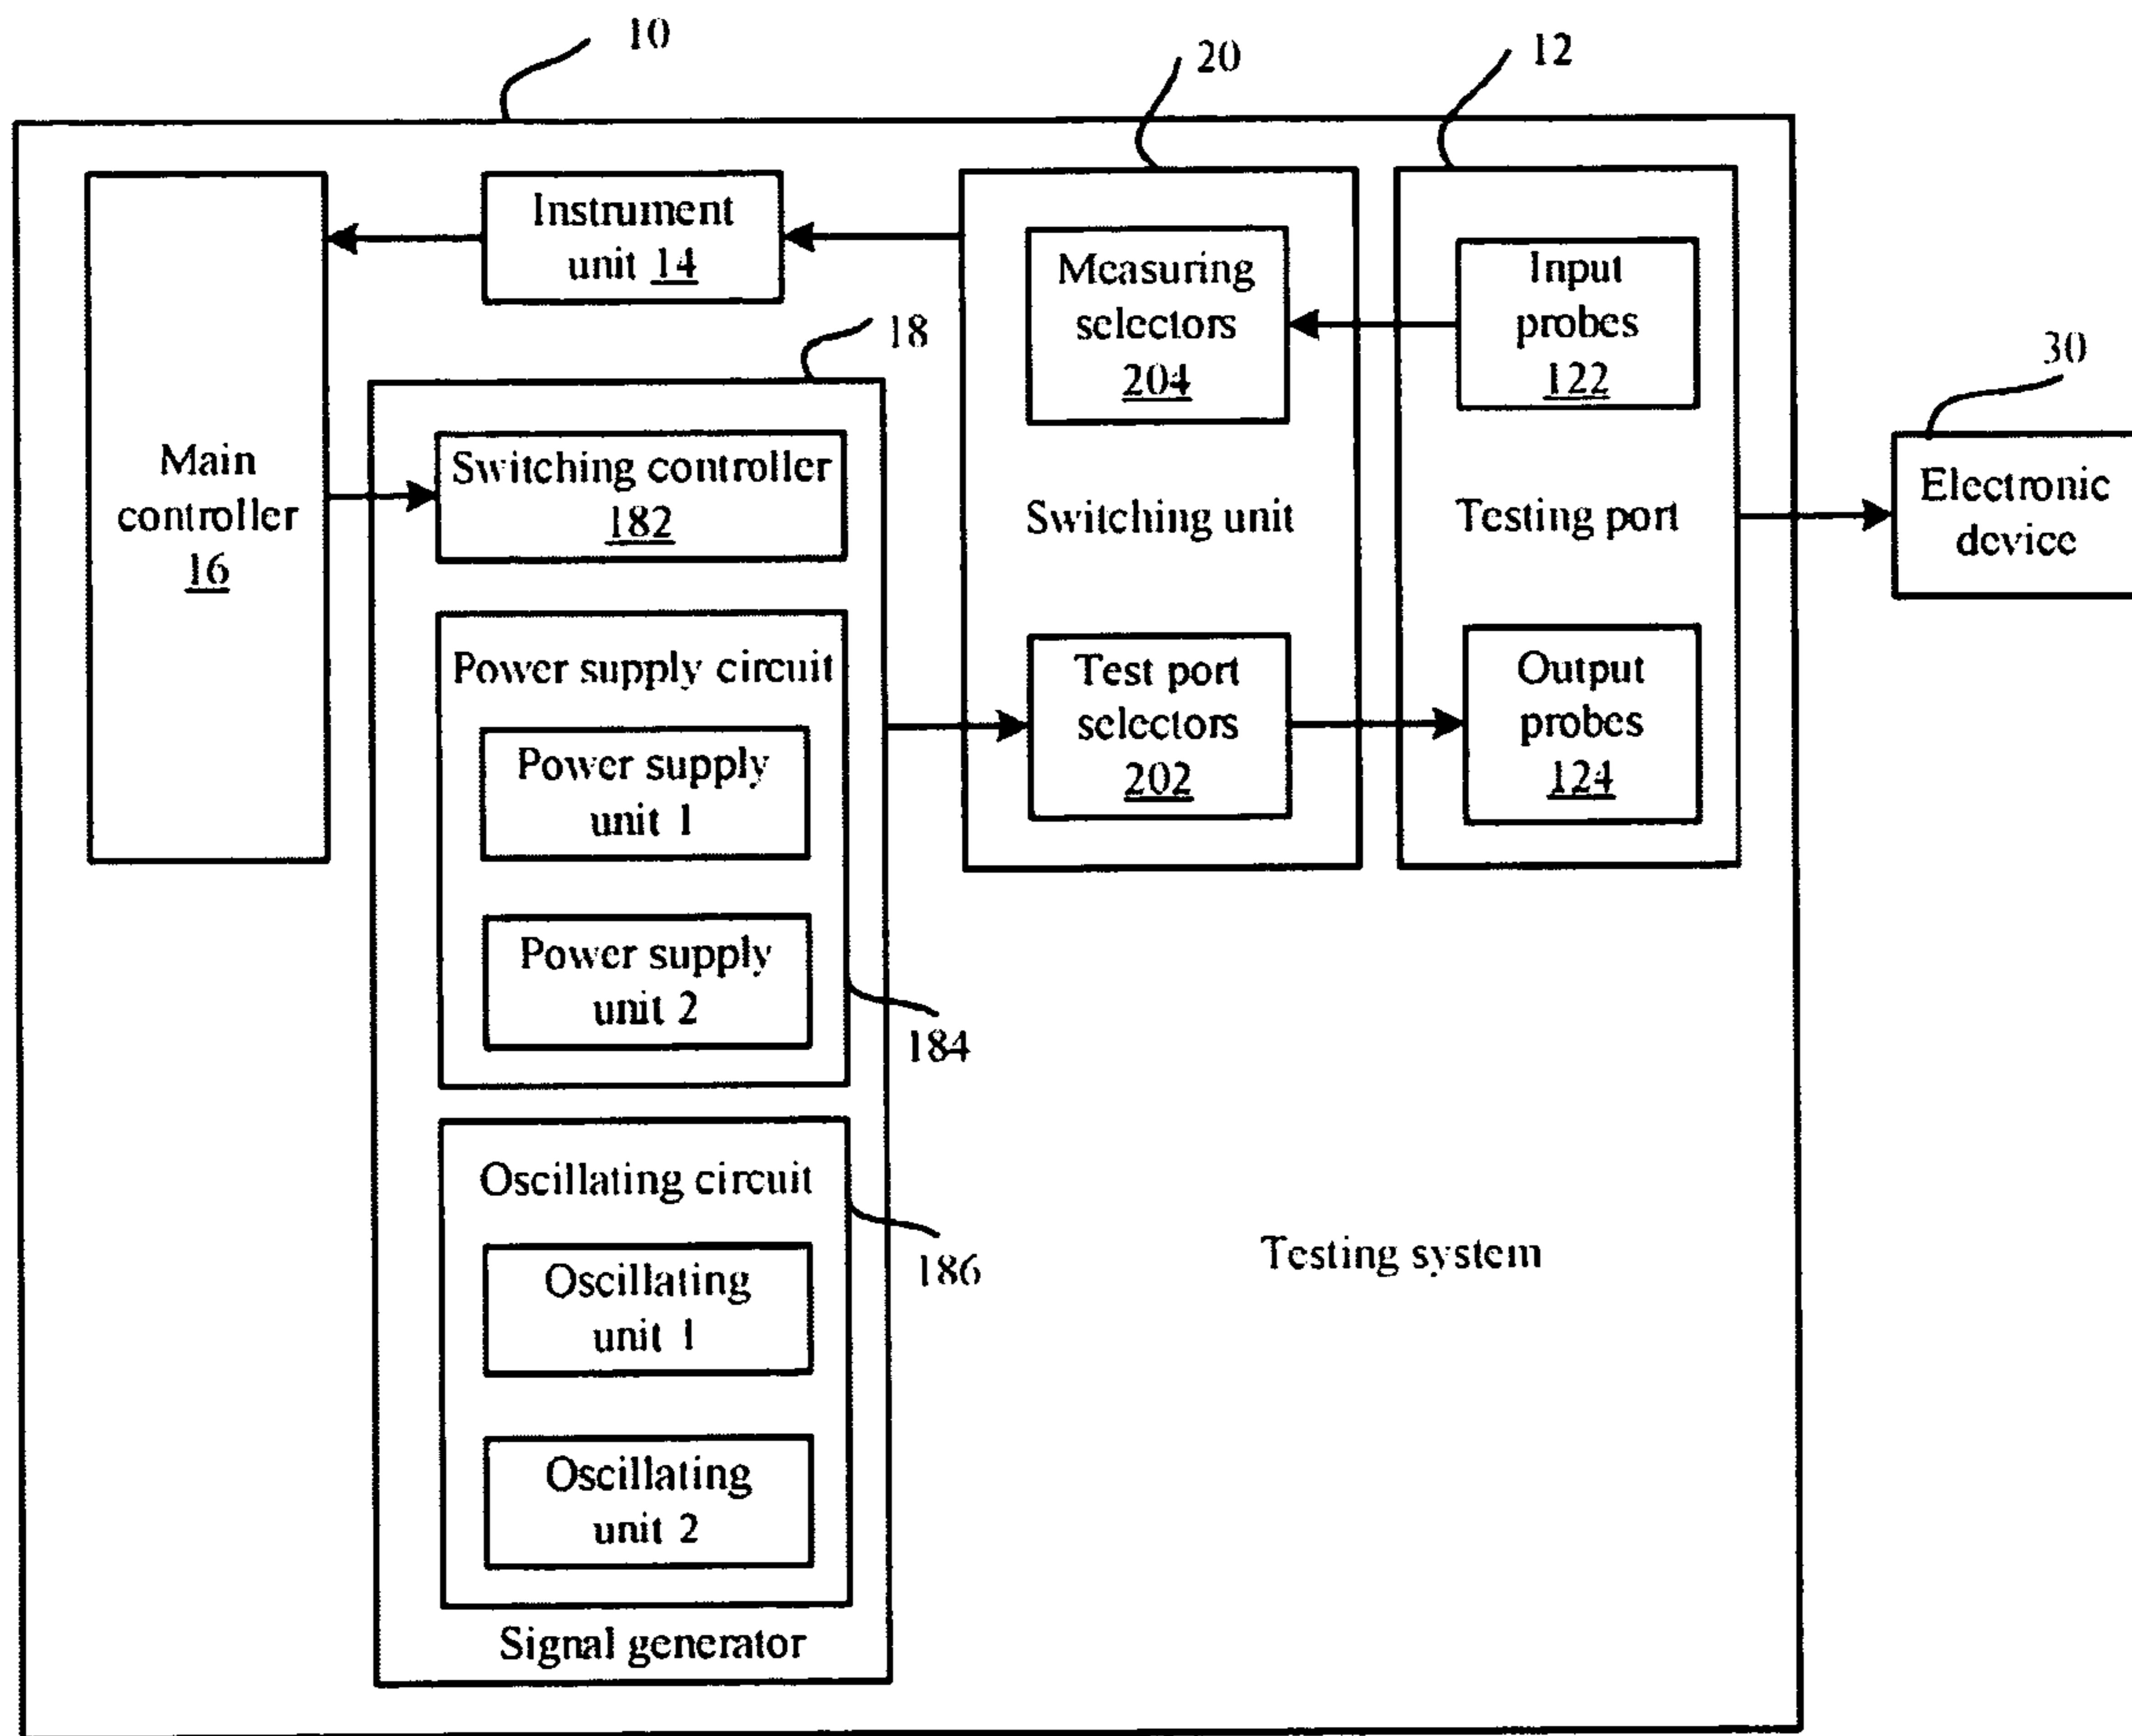 10
20
12
Instrument
unit 14
Measuring
selectors
204
Input
probes
122
18
30
Main
controller
16
Switching controller
182
Switching unit
Testing port
Electronic
device
Power supply circuit
Power supply
unit 1
Power supply
unit 2
184
Test port
selectors
202
Output
probes
124
Oscillating circuit
Oscillating
unit 1
Oscillating
unit 2
186
Testing system
Signal generator